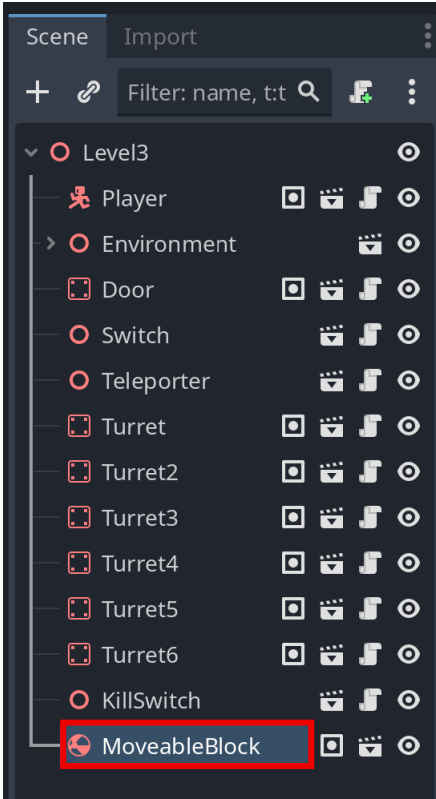 Scene Import
Filter: name, t:t
Level3
Player
Environment
Door
Switch
Teleporter
Turret
Turret2
Turret3
Turret4
Turret5
Turret6
KillSwitch
MoveableBlock